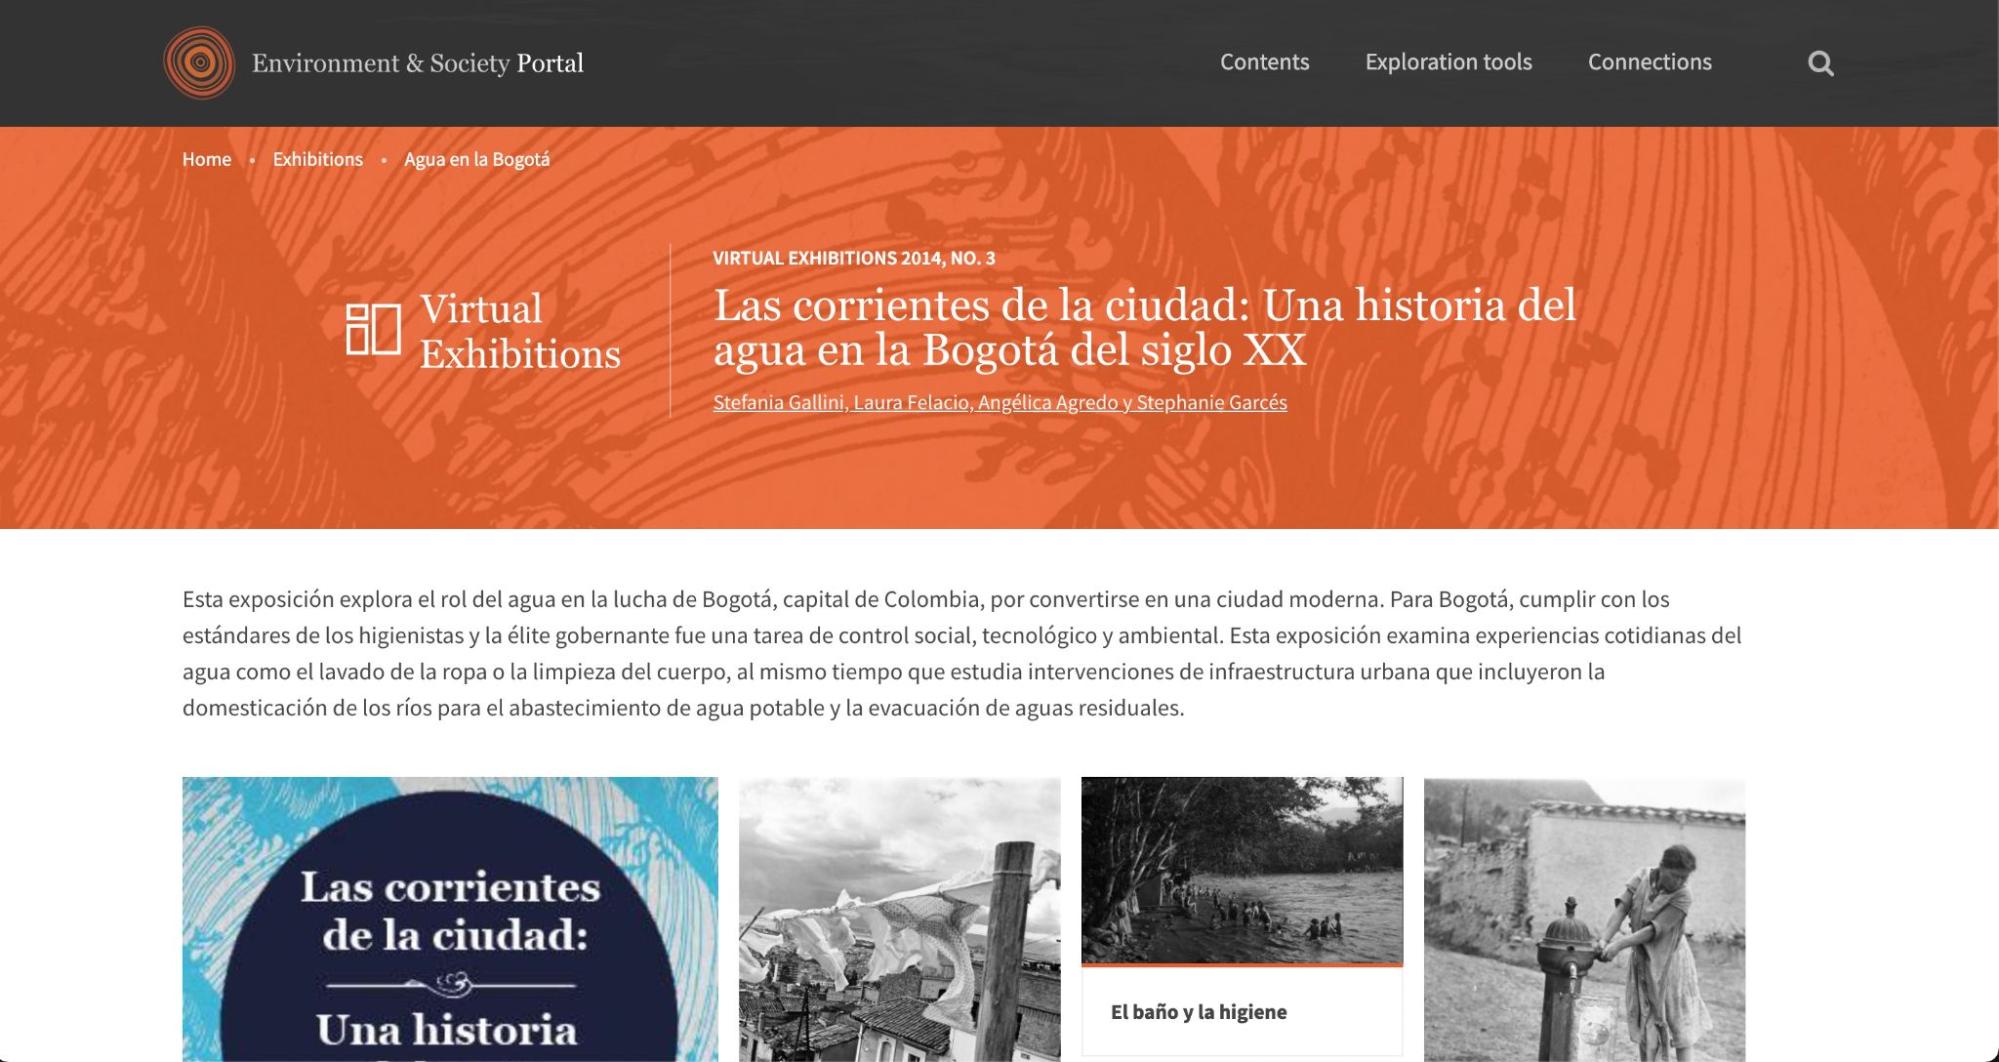 Environment & Society Portal
Contents
Exploration tools
Connections
Home • Exhibitions • Agua en la Bogotá
Virtual
Exhibitions
VIRTUAL EXHIBITIONS 2014, NO. 3
Las corrientes de la ciudad: Una historia del
agua en la Bogotá del siglo XX
Stefania Gallini, Laura Felacio, Angélica Agredo y Stephanie Garcés
Esta exposición explora el rol del agua en la lucha de Bogotá, capital de Colombia, por convertirse en una ciudad moderna. Para Bogotá, cumplir con los
estándares de los higienistas y la élite gobernante fue una tarea de control social, tecnológico y ambiental. Esta exposición examina experiencias cotidianas del
agua como el lavado de la ropa o la limpieza del cuerpo, al mismo tiempo que estudia intervenciones de infraestructura urbana que incluyeron la
domesticación de los ríos para el abastecimiento de agua potable y la evacuación de aguas residuales.
Las corrientes
de la ciudad:
Una historia
El baño y la higiene